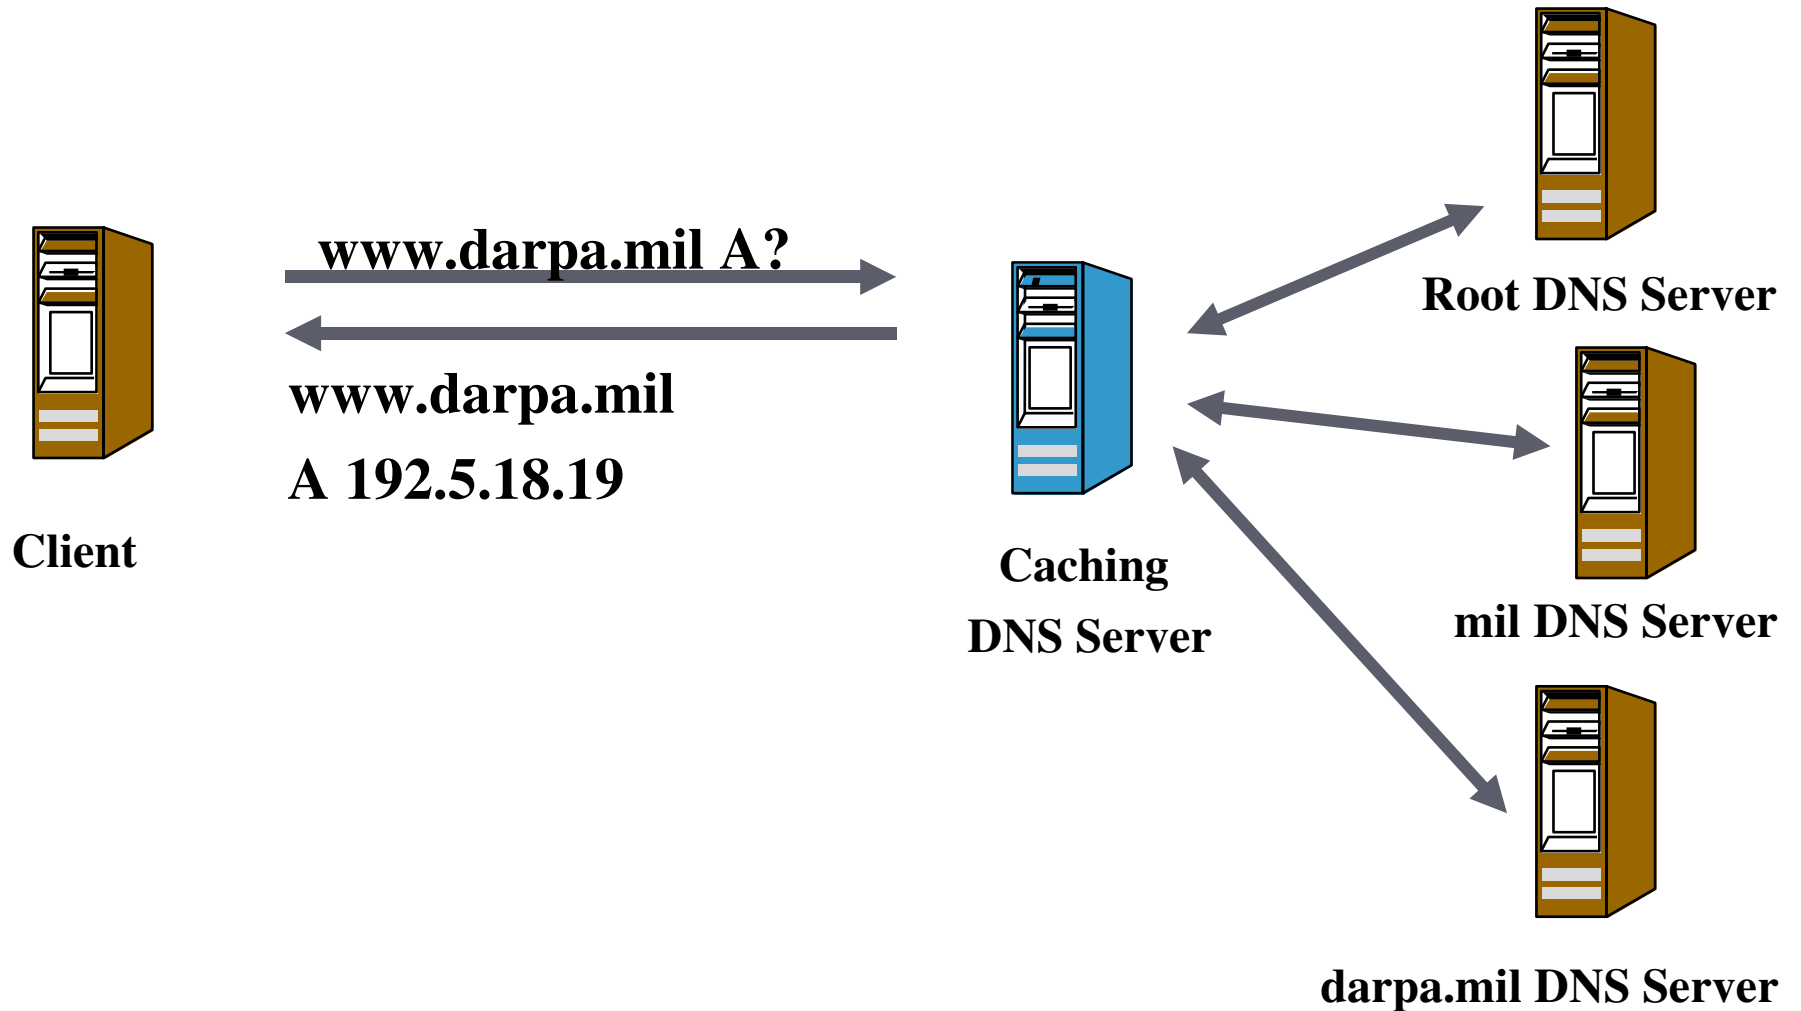 www.darpa.mil A?
www.darpa.mil
A 192.5.18.19
Client
Caching
DNS Server
Root DNS Server
mil DNS Server
darpa.mil DNS Server